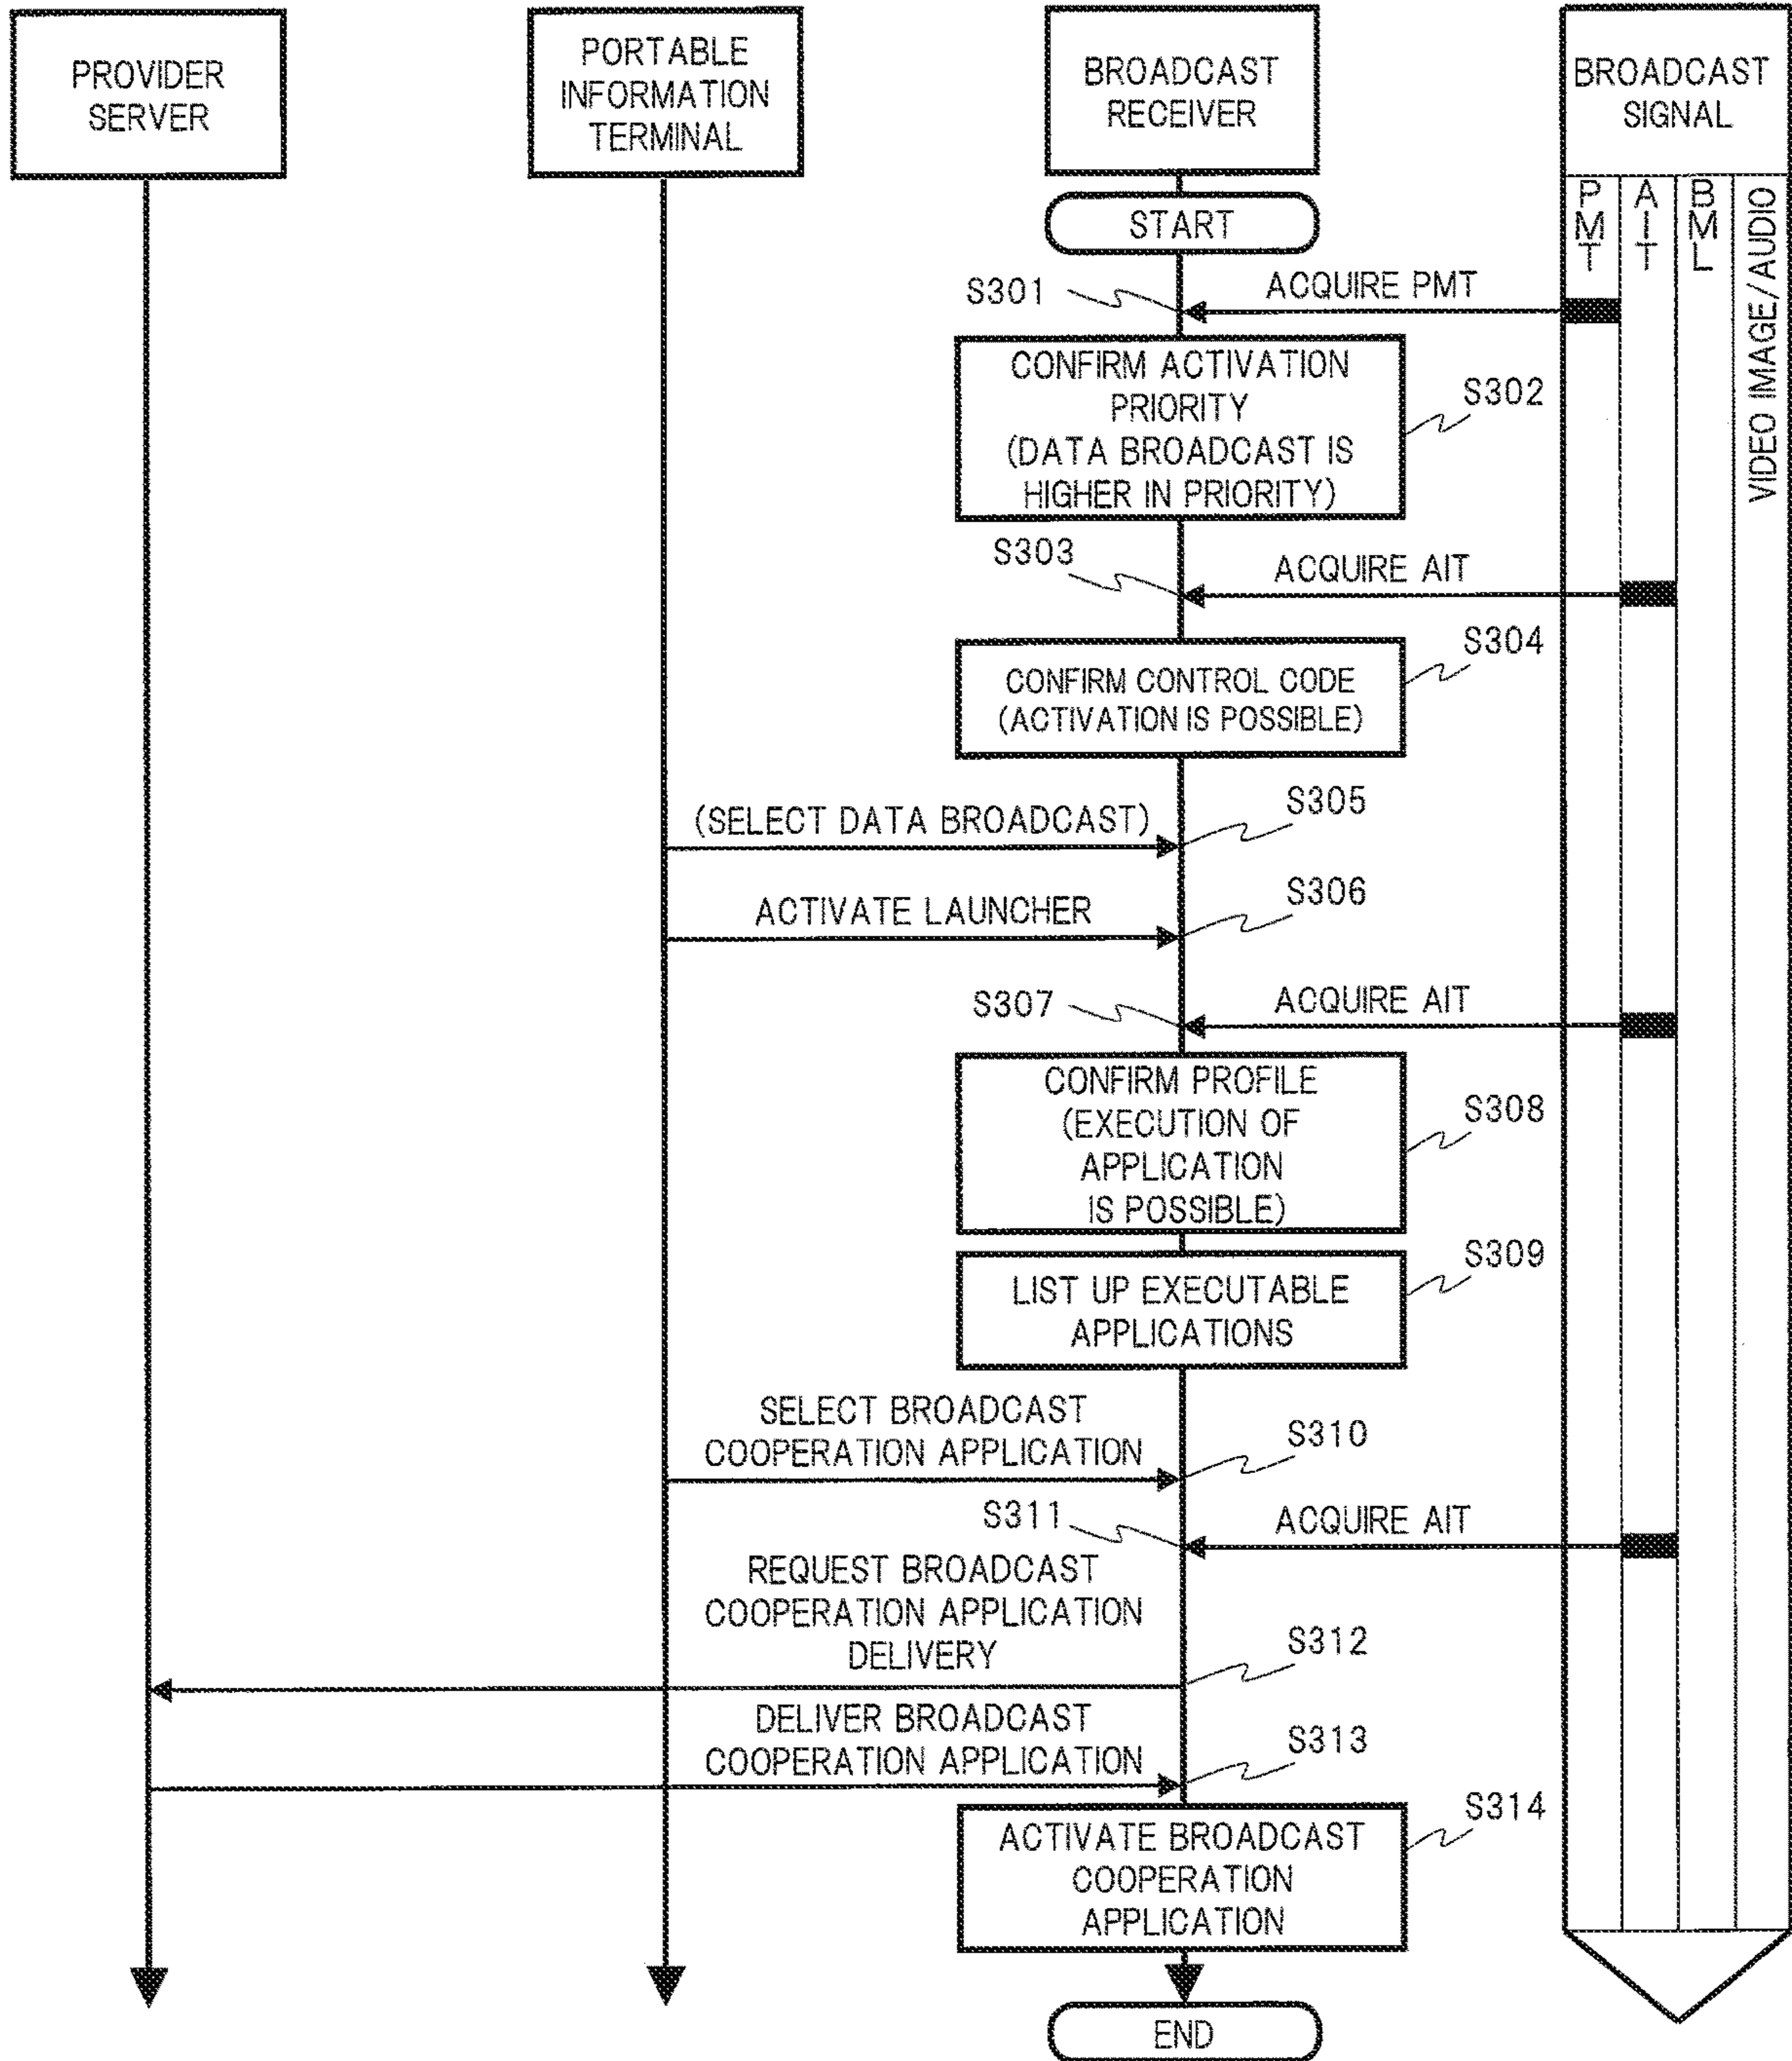 PROVIDER
SERVER
PORTABLE
INFORMATION
TERMINAL
BROADCAST
RECEIVER
BROADCAST
SIGNAL
PMT
AIT
BML
VIDEO IMAGE/AUDIO
START
S301
ACQUIRE PMT
CONFIRM ACTIVATION
PRIORITY
(DATA BROADCAST IS
HIGHER IN PRIORITY)
S302
S303
ACQUIRE AIT
CONFIRM CONTROL CODE
(ACTIVATION IS POSSIBLE)
S304
(SELECT DATA BROADCAST)
S305
ACTIVATE LAUNCHER
S306
S307
ACQUIRE AIT
CONFIRM PROFILE
(EXECUTION OF
APPLICATION
IS POSSIBLE)
S308
LIST UP EXECUTABLE
APPLICATIONS
S309
SELECT BROADCAST
COOPERATION APPLICATION
S310
S311
ACQUIRE AIT
REQUEST BROADCAST
COOPERATION APPLICATION
DELIVERY
S312
DELIVER BROADCAST
COOPERATION APPLICATION
S313
ACTIVATE BROADCAST
COOPERATION
APPLICATION
S314
END